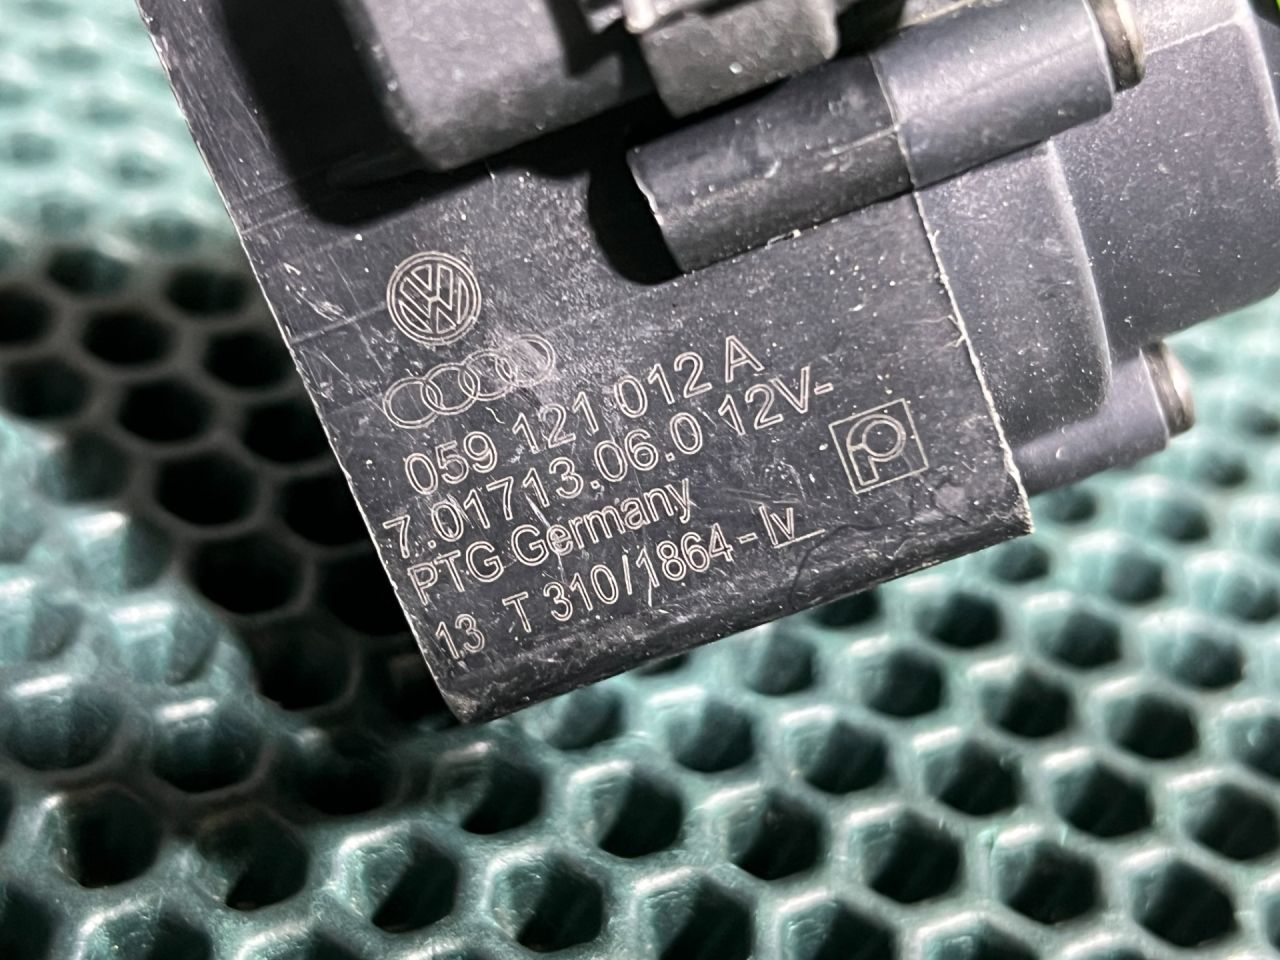 059 121 012 A
7.01713.06.0 12V-
PTG Germany
13 T 310/1864-IV